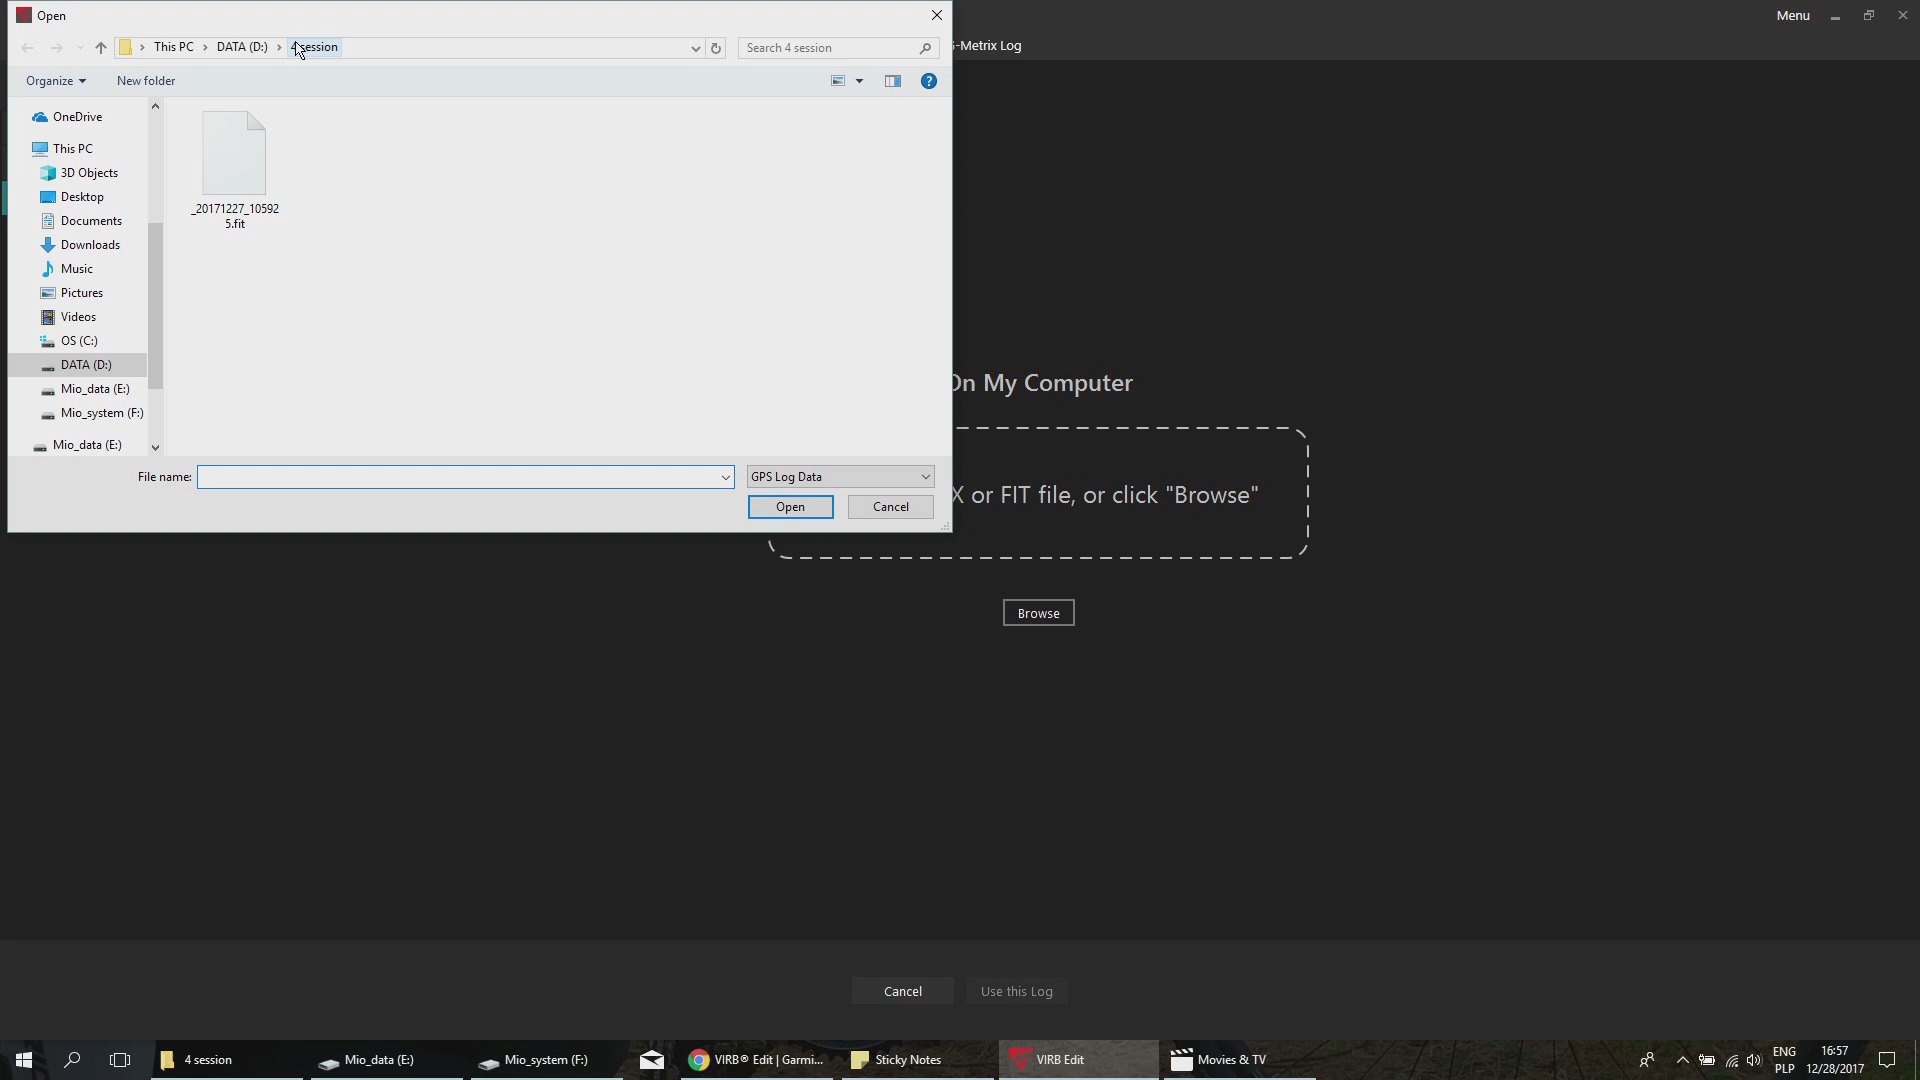 Open
Menu
This PC
DATA (D:)
4 session
Search 4 session
-Metrix Log
Organize
New folder
OneDrive
This PC
3D Objects
Desktop
Documents
Downloads
Music
Pictures
Videos
OS (C:)
DATA (D:)
Mio_data (E:)
Mio_system (F:)
Mio_data (E:)
_20171227_10592
5.fit
File name:
GPS Log Data
Open
Cancel
On My Computer
X or FIT file, or click "Browse"
Browse
Cancel
Use this Log
4 session
Mio_data (E:)
Mio_system (F:)
VIRB® Edit | Garmi...
Sticky Notes
VIRB Edit
Movies & TV
ENG
PLP
16:57
12/28/2017